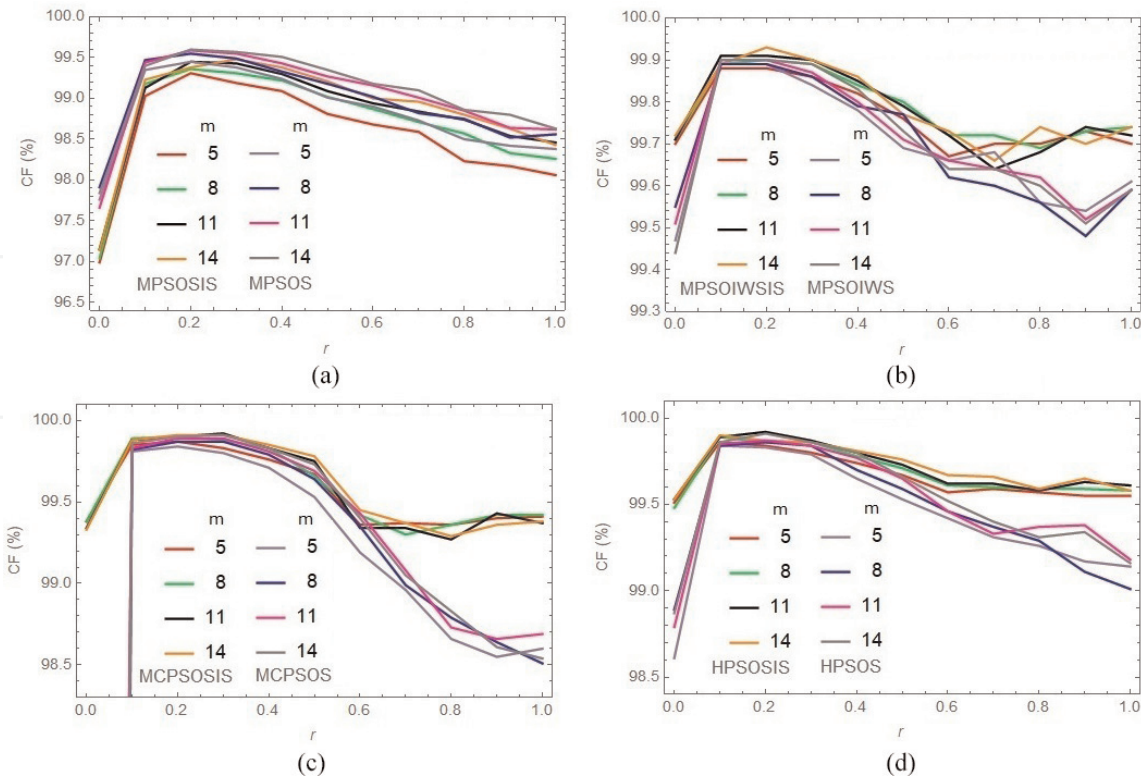 100.0
99.5
99.0
98.5
98.0
97.5
97.0
96.5
CF (%)
m m
5 5
8 8
11 11
14 14
MPSOSIS MPSOS
0.0 0.2 0.4 0.6 0.8 1.0
r
(a)
100.0
99.9
99.8
99.7
99.6
99.5
99.4
99.3
CF (%)
m m
5 5
8 8
11 11
14 14
MPSOIWSIS MPSOIWS
0.0 0.2 0.4 0.6 0.8 1.0
r
(b)
100.0
99.5
99.0
98.5
CF (%)
m m
5 5
8 8
11 11
14 14
MCPSOSIS MCPSOS
0.0 0.2 0.4 0.6 0.8 1.0
r
(c)
100.0
99.5
99.0
98.5
CF (%)
m m
5 5
8 8
11 11
14 14
HPSOSIS HPSOS
0.0 0.2 0.4 0.6 0.8 1.0
r
(d)